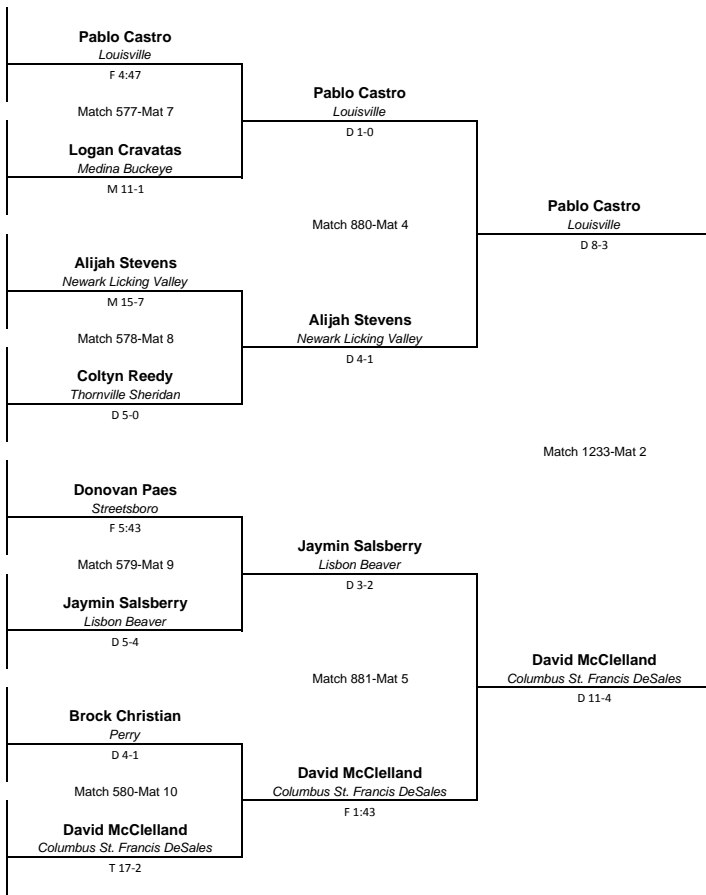 Pablo Castro
Louisville
F 4:47
Match 577-Mat 7
Logan Cravatas
Medina Buckeye
M 11-1
Alijah Stevens
Newark Licking Valley
M 15-7
Match 578-Mat 8
Coltyn Reedy
Thornville Sheridan
D 5-0
Donovan Paes
Streetsboro
F 5:43
Match 579-Mat 9
Jaymin Salsberry
Lisbon Beaver
D 5-4
Brock Christian
Perry
D 4-1
Match 580-Mat 10
David McClelland
Columbus St. Francis DeSales
T 17-2
Pablo Castro
Louisville
D 1-0
Match 880-Mat 4
Alijah Stevens
Newark Licking Valley
D 4-1
Jaymin Salsberry
Lisbon Beaver
D 3-2
Match 881-Mat 5
David McClelland
Columbus St. Francis DeSales
F 1:43
Pablo Castro
Louisville
D 8-3
Match 1233-Mat 2
David McClelland
Columbus St. Francis DeSales
D 11-4